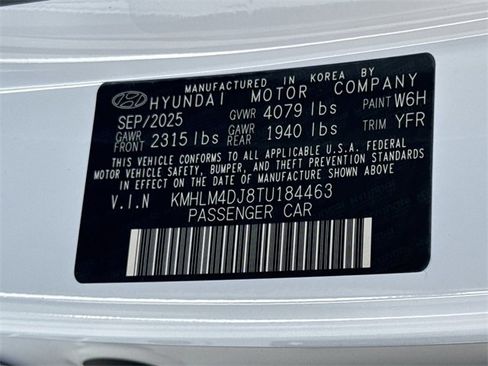 MANUFACTURED IN KOREA BY
HYUNDAI MOTOR COMPANY
SEP/2025 GVWR 4079 lbs PAINT W6H
GAWR FRONT 2315 lbs GAWR REAR 1940 lbs TRIM YFR
THIS VEHICLE CONFORMS TO ALL APPLICABLE U.S.A. FEDERAL
MOTOR VEHICLE SAFETY, BUMPER, AND THEFT PREVENTION STANDARDS
IN EFFECT ON THE DATE OF MANUFACTURE SHOWN ABOVE.
V.I.N KMHLM4DJ8TU184463
PASSENGER CAR